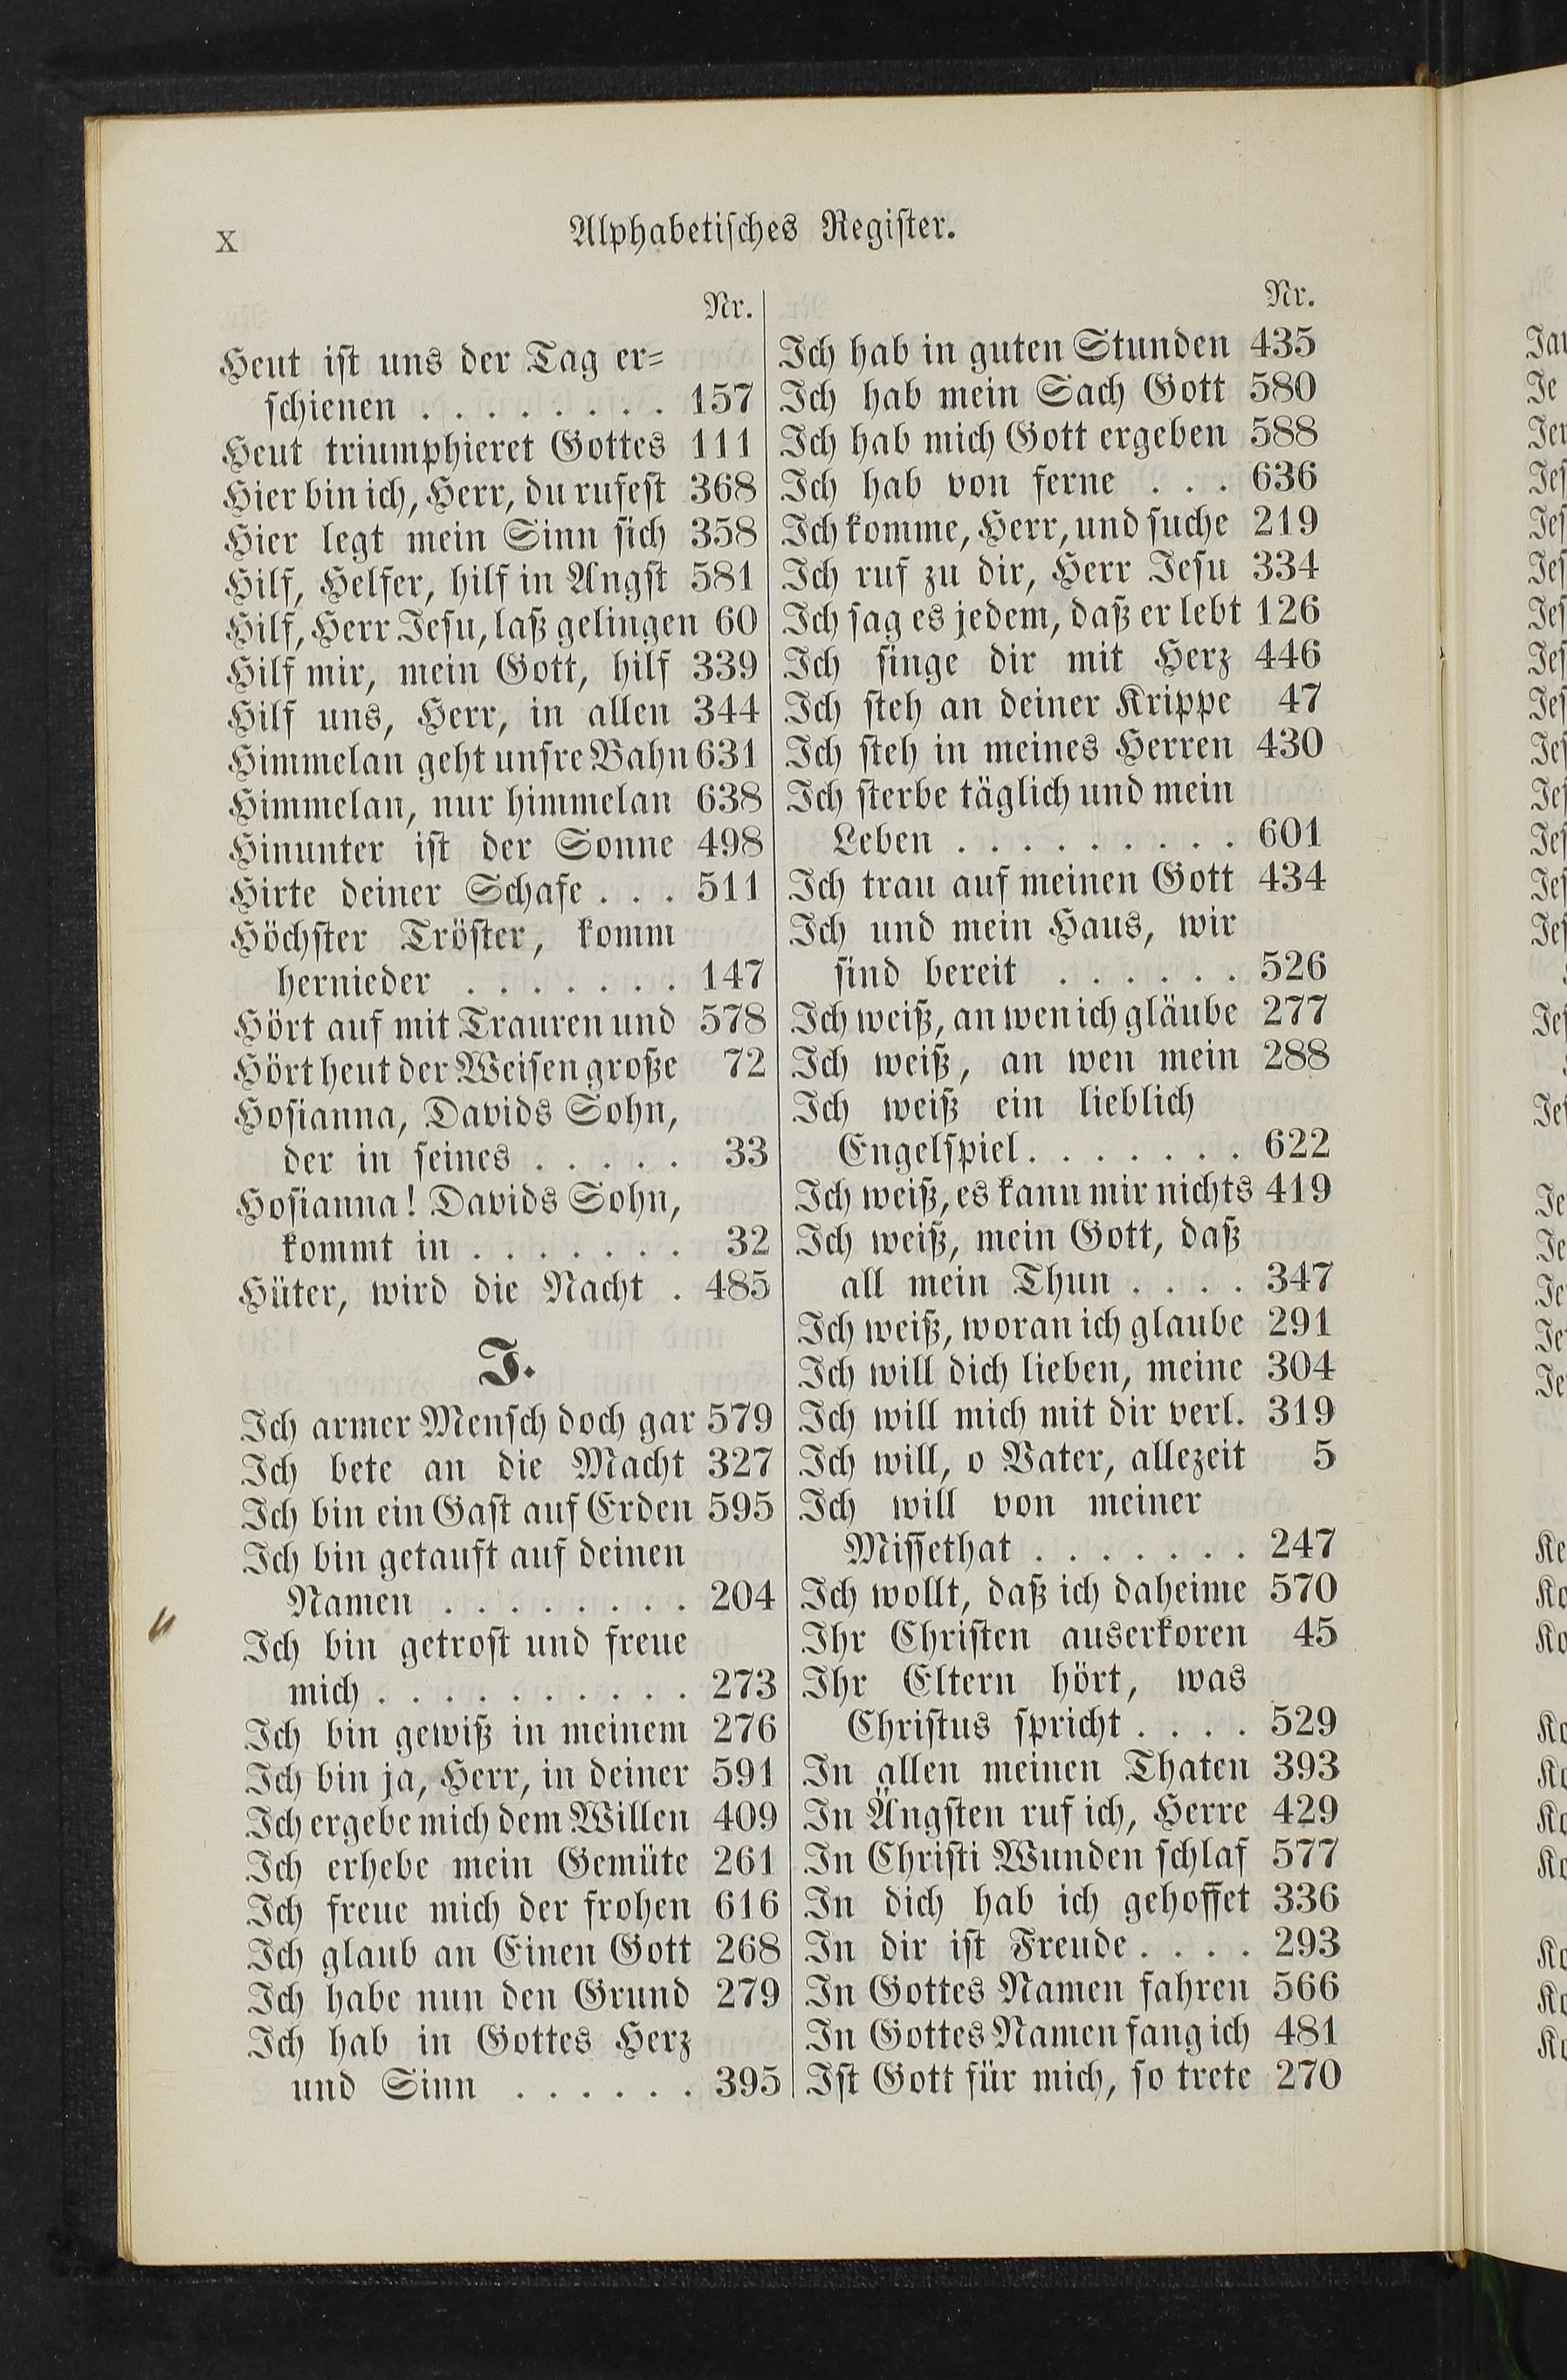 X
Alphabetisches Register.
Nr.
Heut ist uns der Tag er=
schienen . . . . . . . . 157
Heut triumphieret Gottes 111
Hier bin ich, Herr, du rufest 368
Hier legt mein Sinn sich 358
Hilf, Helfer, hilf in Angst 581
Hilf, Herr Jesu, laß gelingen 60
Hilf mir, mein Gott, hilf 339
Hilf uns, Herr, in allen 344
Himmelan geht unsre Bahn 631
Himmelan, nur himmelan 638
Hinunter ist der Sonne 498
Hirte deiner Schafe . . . 511
Höchster Tröster, komm
hernieder . . . . . . . 147
Hört auf mit Trauren und 578
Hört heut der Weisen große 72
Hosianna, Davids Sohn,
der in seines . . . . . 33
Hosianna! Davids Sohn,
kommt in . . . . . . . 32
Hüter, wird die Nacht . 485
I.
Ich armer Mensch doch gar 579
Ich bete an die Macht 327
Ich bin ein Gast auf Erden 595
Ich bin getauft auf deinen
Namen . . . . . . . . 204
Ich bin getrost und freue
mich . . . . . . . . . . 273
Ich bin gewiß in meinem 276
Ich bin ja, Herr, in deiner 591
Ich ergebe mich dem Willen 409
Ich erhebe mein Gemüte 261
Ich freue mich der frohen 616
Ich glaub an Einen Gott 268
Ich habe nun den Grund 279
Ich hab in Gottes Herz
und Sinn . . . . . . 395
Nr.
Ich hab in guten Stunden 435
Ich hab mein Sach Gott 580
Ich hab mich Gott ergeben 588
Ich hab von ferne . . . 636
Ich komme, Herr, und suche 219
Ich ruf zu dir, Herr Jesu 334
Ich sag es jedem, daß er lebt 126
Ich singe dir mit Herz 446
Ich steh an deiner Krippe 47
Ich steh in meines Herren 430
Ich sterbe täglich und mein
Leben . . . . . . . . . 601
Ich trau auf meinen Gott 434
Ich und mein Haus, wir
sind bereit . . . . . . 526
Ich weiß, an wen ich gläube 277
Ich weiß, an wen mein 288
Ich weiß ein lieblich
Engelspiel . . . . . . . 622
Ich weiß, es kann mir nichts 419
Ich weiß, mein Gott, daß
all mein Thun . . . . 347
Ich weiß, woran ich glaube 291
Ich will dich lieben, meine 304
Ich will mich mit dir verl. 319
Ich will, o Vater, allezeit 5
Ich will von meiner
Missethat . . . . . . . 247
Ich wollt, daß ich daheime 570
Ihr Christen auserkoren 45
Ihr Eltern hört, was
Christus spricht . . . . 529
In allen meinen Thaten 393
In Ängsten ruf ich, Herre 429
In Christi Wunden schlaf 577
In dich hab ich gehoffet 336
In dir ist Freude . . . . 293
In Gottes Namen fahren 566
In Gottes Namen fang ich 481
Ist Gott für mich, so trete 270